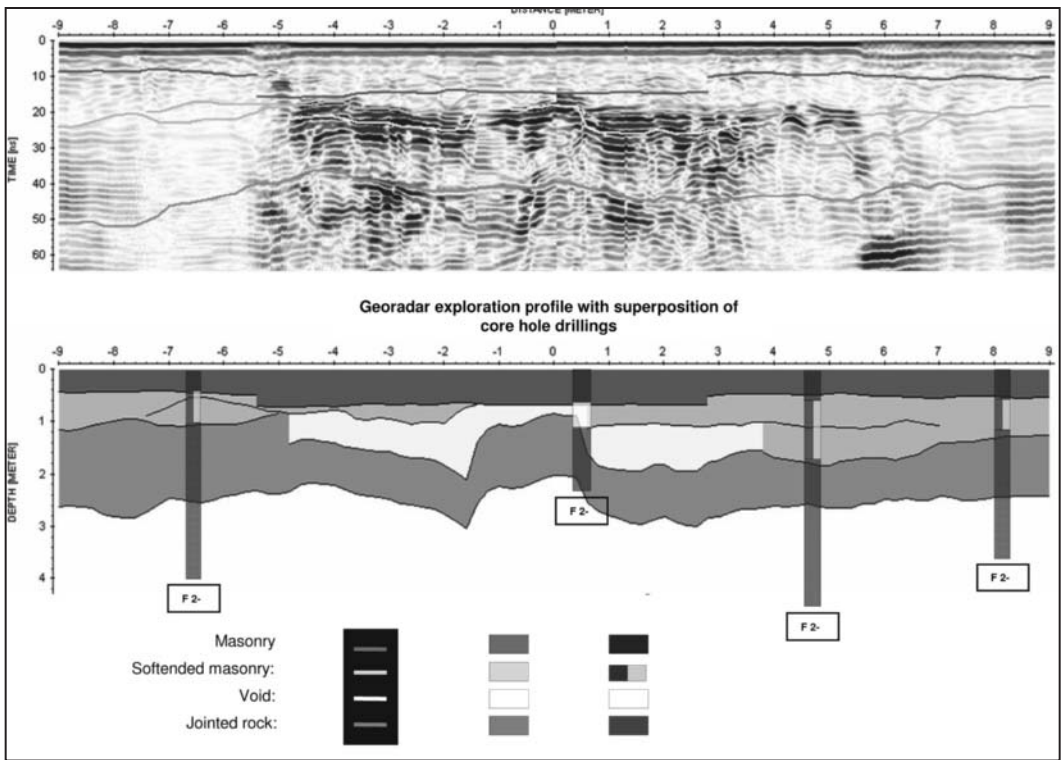 DISTANCE [METER]
-9 -8 -7 -6 -5 -4 -3 -2 -1 0 1 2 3 4 5 6 7 8 9
TIME [ns]
0
10
20
30
40
50
60
Georadar exploration profile with superposition of
core hole drillings
-9 -8 -7 -6 -5 -4 -3 -2 -1 0 1 2 3 4 5 6 7 8 9
DEPTH [METER]
0
1
2
3
4
F 2-
F 2-
F 2-
F 2-
Masonry
Softended masonry:
Void:
Jointed rock: